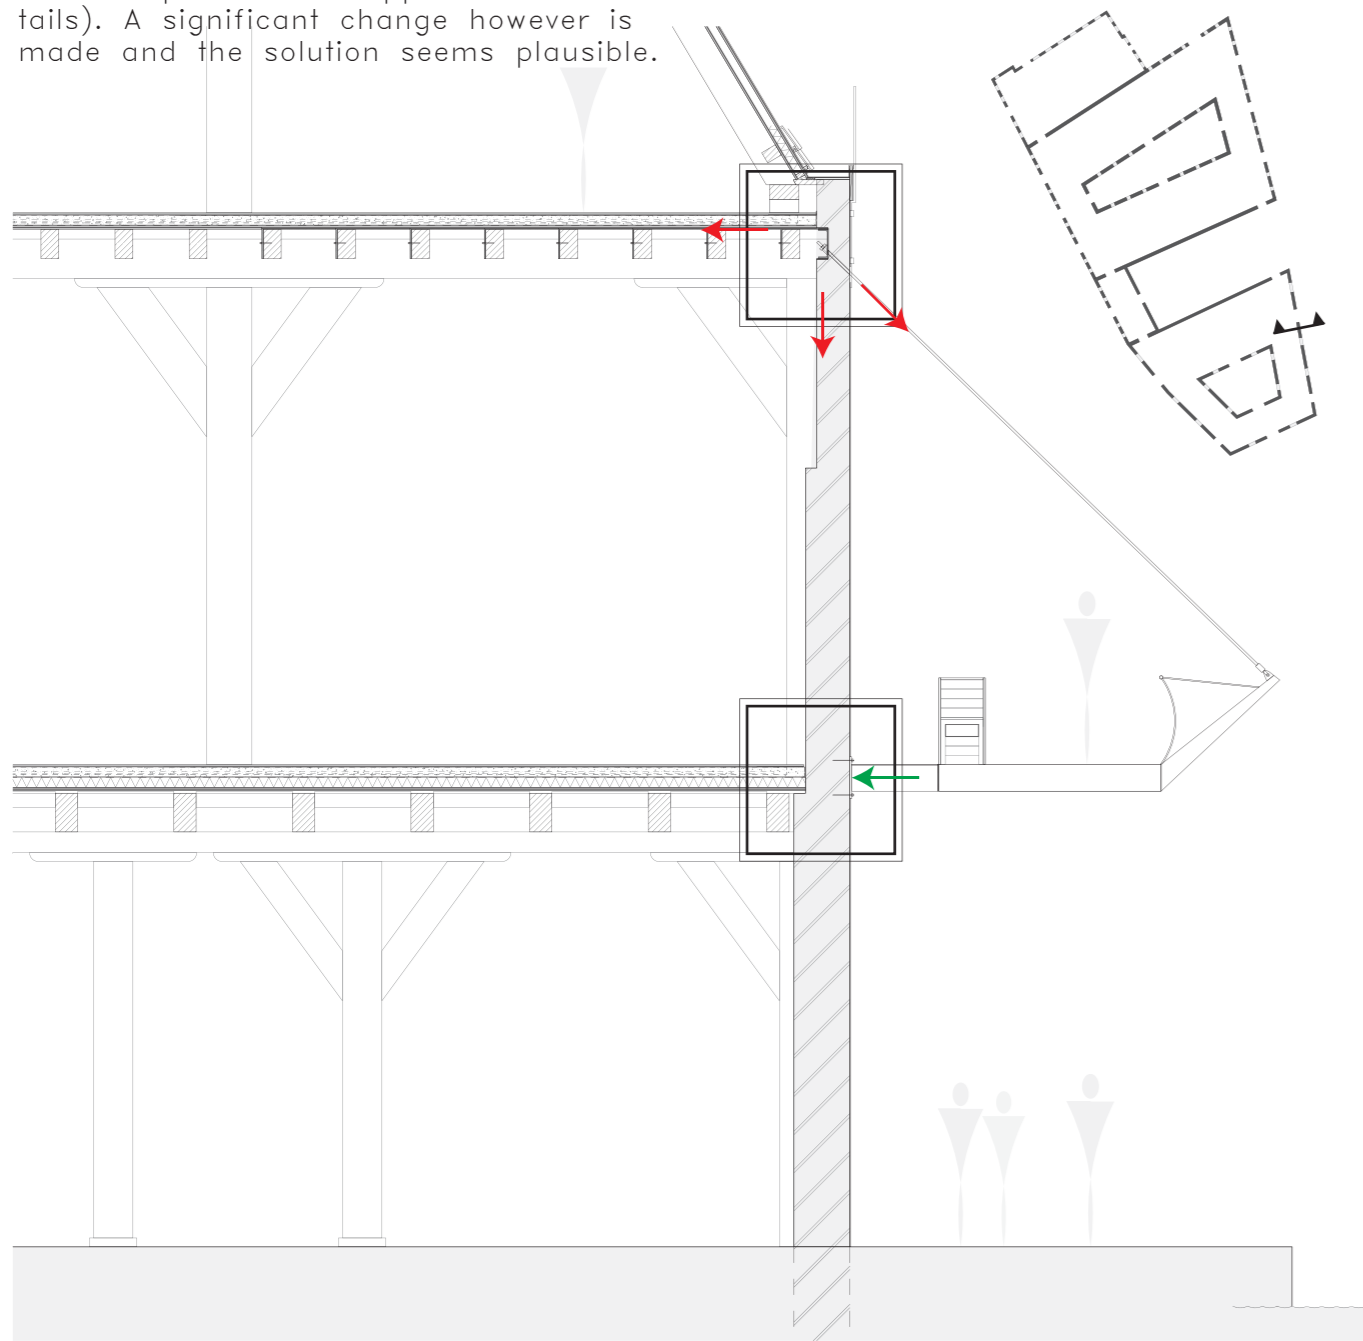 tails). A significant change however is
made and the solution seems plausible.